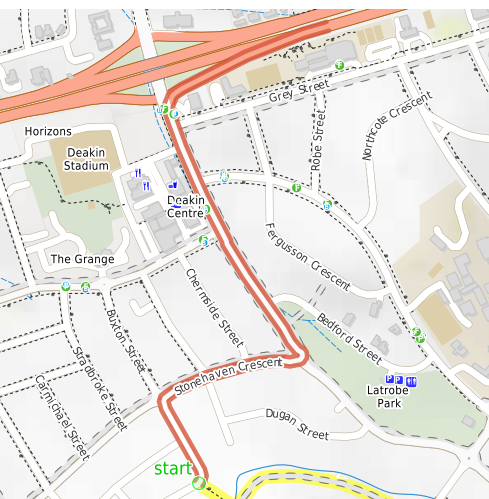 Grey Street
Robe Street
Northcote Crescent
Horizons
Deakin
Stadium
Deakin
Centre
The Grange
Fergusson Crescent
Chermside Street
Buxton Street
Bedford Street
Stradbroke Street
Carmichael Street
Stonehaven Crescent
Latrobe
Park
Dugan Street
start